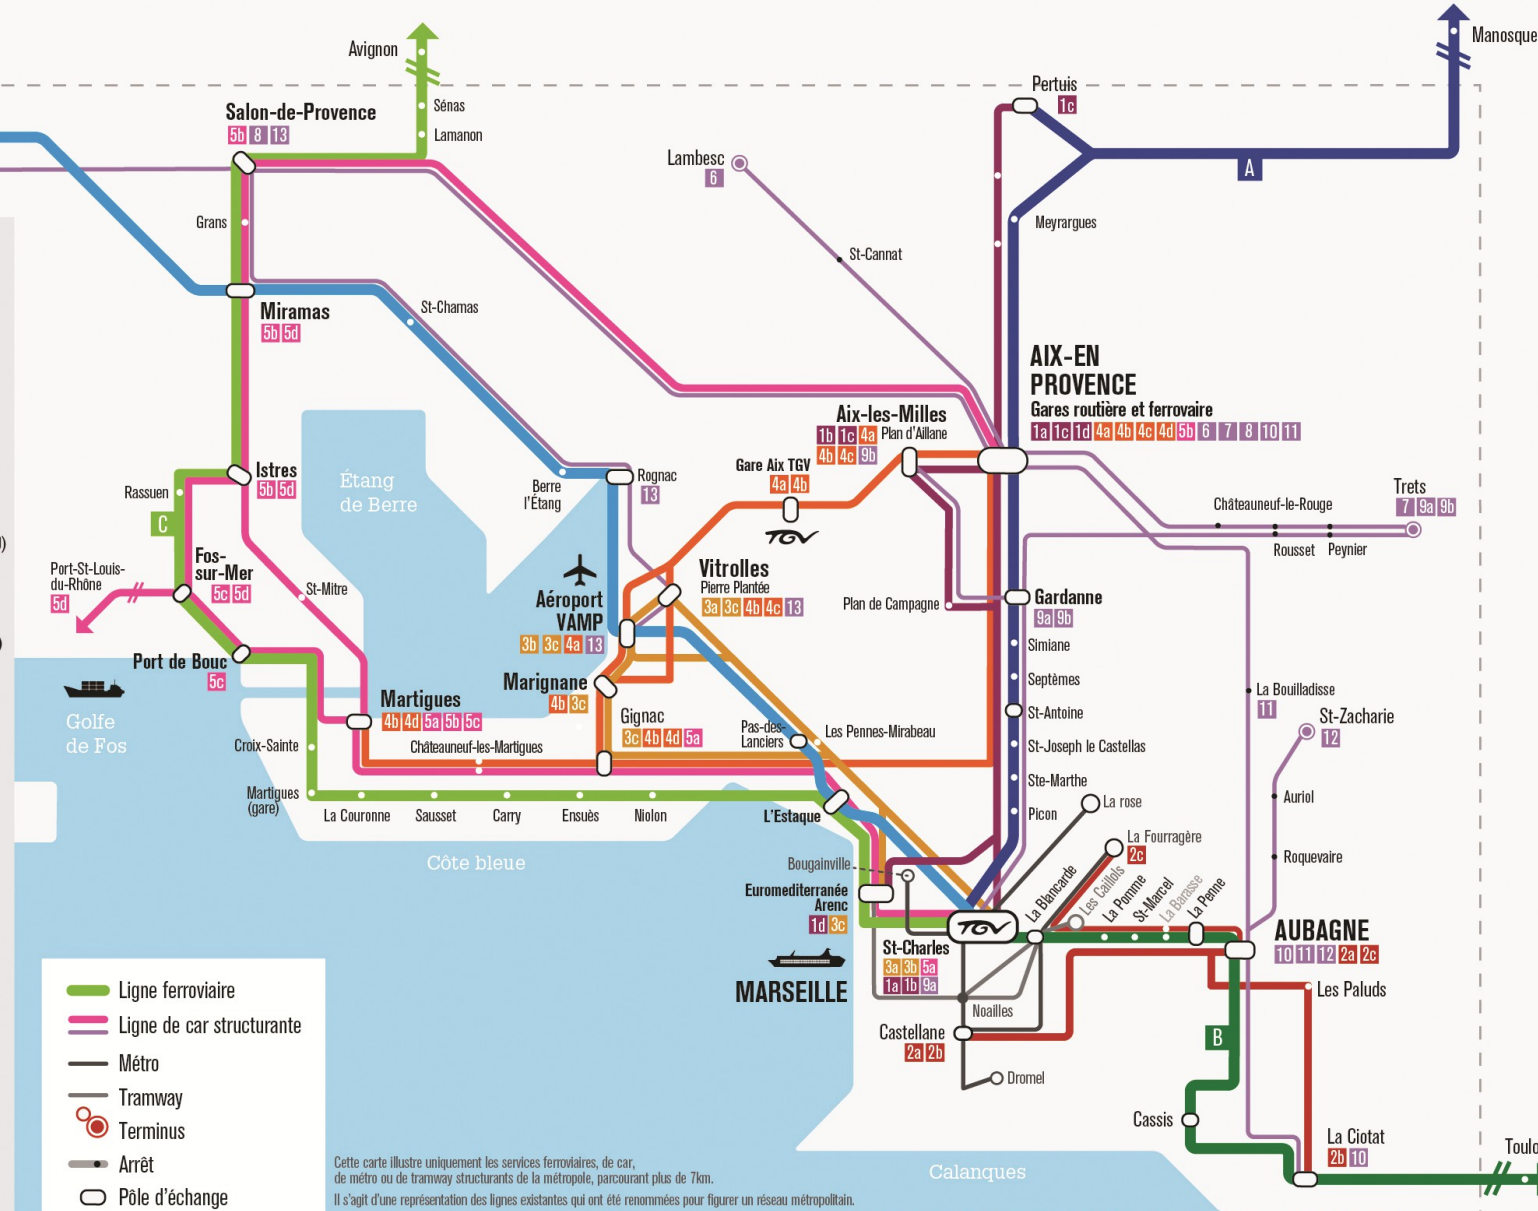 Avignon
Manosque
Sénas
Lamanon
Salon-de-Provence
5b 8 13
Pertuis
1c
Lambesc
6
A
Grans
Meyrargues
St-Cannat
Miramas
5b 5d
St-Chamas
AIX-EN
PROVENCE
Gares routière et ferrovaire
1a 1c 1d 4a 4b 4c 4d 5b 6 7 8 10 11
Aix-les-Milles
1b 1c 4a Plan d'Aillane
4b 4c 9b
Gare Aix TGV
4a 4b
TGV
Istres
5b 5d
Rassuen
C
Étang
de Berre
Berre
l'Étang
Rognac
13
Trets
7 9a 9b
Châteauneuf-le-Rouge
Rousset
Peynier
Fos-
sur-Mer
5c 5d
Port-St-Louis-
du-Rhône
5d
St-Mitre
Aéroport
VAMP
3b 3c 4a 13
Vitrolles
Pierre Plantée
3a 3c 4b 4c 13
Plan de Campagne
Gardanne
9a 9b
Simiane
Septèmes
St-Antoine
St-Joseph le Castellas
Ste-Marthe
Picon
Port de Bouc
5c
Marignane
4b 3c
Martigues
4b 4d 5a 5b 5c
Gignac
3c 4b 4d 5a
Golfe
de Fos
Croix-Sainte
Châteauneuf-les-Martigues
Pas-des-
Lanciers
Les Pennes-Mirabeau
La Bouilladisse
11
St-Zacharie
12
Auriol
Roquevaire
Martigues
(gare)
La Couronne
Sausset
Carry
Ensuès
Niolon
L'Estaque
Côte bleue
La rose
La Fourragère
2c
Bougainville
Euromediterranée
Arenc
1d 3c
La Blancarde
Les Caillols
La Pomme
St-Marcel
La Barasse
La Penne
TGV
St-Charles
3a 3b 5a
1a 1b 9a
MARSEILLE
AUBAGNE
10 11 12 2a 2c
Les Paluds
Noailles
Castellane
2a 2b
B
Dromel
Cassis
La Ciotat
2b 10
Toulo
Calanques
Ligne ferroviaire
Ligne de car structurante
Métro
Tramway
Terminus
Arrêt
Pôle d'échange
Cette carte illustre uniquement les services ferroviaires, de car,
de métro ou de tramway structurants de la métropole, parcourant plus de 7km.
Il s'agit d'une représentation des lignes existantes qui ont été renommées pour figurer un réseau métropolitain.